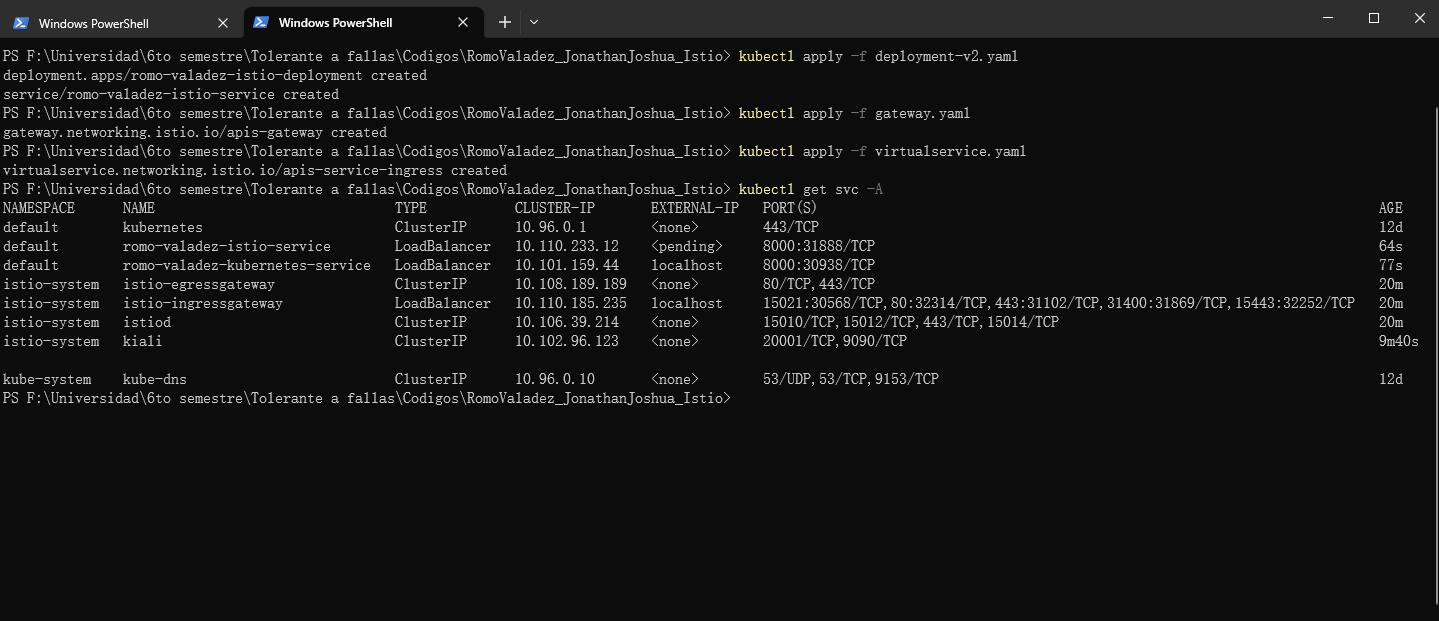 Windows PowerShell
Windows PowerShell
PS F:\Universidad\6to semestre\Tolerante a fallas\Codigos\RomoValadez_JonathanJoshua_Istio> kubectl apply -f deployment-v2.yaml
deployment.apps/romo-valadez-istio-deployment created
service/romo-valadez-istio-service created
PS F:\Universidad\6to semestre\Tolerante a fallas\Codigos\RomoValadez_JonathanJoshua_Istio> kubectl apply -f gateway.yaml
gateway.networking.istio.io/apis-gateway created
PS F:\Universidad\6to semestre\Tolerante a fallas\Codigos\RomoValadez_JonathanJoshua_Istio> kubectl apply -f virtualservice.yaml
virtualservice.networking.istio.io/apis-service-ingress created
PS F:\Universidad\6to semestre\Tolerante a fallas\Codigos\RomoValadez_JonathanJoshua_Istio> kubectl get svc -A
NAMESPACE NAME TYPE CLUSTER-IP EXTERNAL-IP PORT(S) AGE
default kubernetes ClusterIP 10.96.0.1 <none> 443/TCP 12d
default romo-valadez-istio-service LoadBalancer 10.110.233.12 <pending> 8000:31888/TCP 64s
default romo-valadez-kubernetes-service LoadBalancer 10.101.159.44 localhost 8000:30938/TCP 77s
istio-system istio-egressgateway ClusterIP 10.108.189.189 <none> 80/TCP,443/TCP 20m
istio-system istio-ingressgateway LoadBalancer 10.110.185.235 localhost 15021:30568/TCP,80:32314/TCP,443:31102/TCP,31400:31869/TCP,15443:32252/TCP 20m
istio-system istiod ClusterIP 10.106.39.214 <none> 15010/TCP,15012/TCP,443/TCP,15014/TCP 20m
istio-system kiali ClusterIP 10.102.96.123 <none> 20001/TCP,9090/TCP 9m40s
kube-system kube-dns ClusterIP 10.96.0.10 <none> 53/UDP,53/TCP,9153/TCP 12d
PS F:\Universidad\6to semestre\Tolerante a fallas\Codigos\RomoValadez_JonathanJoshua_Istio>